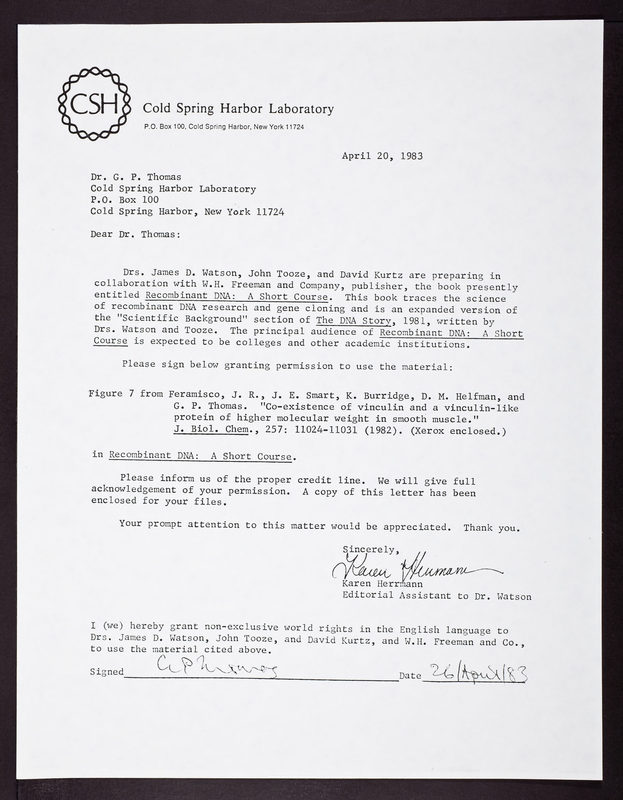 CSH
Cold Spring Harbor Laboratory
P.O. Box 100, Cold Spring Harbor, New York 11724
April 20, 1983
Dr. G. P. Thomas
Cold Spring Harbor Laboratory
P.O. Box 100
Cold Spring Harbor, New York 11724
Dear Dr. Thomas:
Drs. James D. Watson, John Tooze, and David Kurtz are preparing in
collaboration with W.H. Freeman and Company, publisher, the book presently
entitled Recombinant DNA: A Short Course. This book traces the science
of recombinant DNA research and gene cloning and is an expanded version of
the "Scientific Background" section of The DNA Story, 1981, written by
Drs. Watson and Tooze. The principal audience of Recombinant DNA: A Short
Course is expected to be colleges and other academic institutions.
Please sign below granting permission to use the material:
Figure 7 from Feramisco, J. R., J. E. Smart, K. Burridge, D. M. Helfman, and
G. P. Thomas. "Co-existence of vinculin and a vinculin-like
protein of higher molecular weight in smooth muscle."
J. Biol. Chem., 257: 11024-11031 (1982). (Xerox enclosed.)
in Recombinant DNA: A Short Course.
Please inform us of the proper credit line. We will give full
acknowledgement of your permission. A copy of this letter has been
enclosed for your files.
Your prompt attention to this matter would be appreciated. Thank you.
Sincerely,
Karen Herrmann
Karen Herrmann
Editorial Assistant to Dr. Watson
I (we) hereby grant non-exclusive world rights in the English language to
Drs. James D. Watson, John Tooze, and David Kurtz, and W.H. Freeman and Co.,
to use the material cited above.
Signed G P Thomas Date 26/April/83